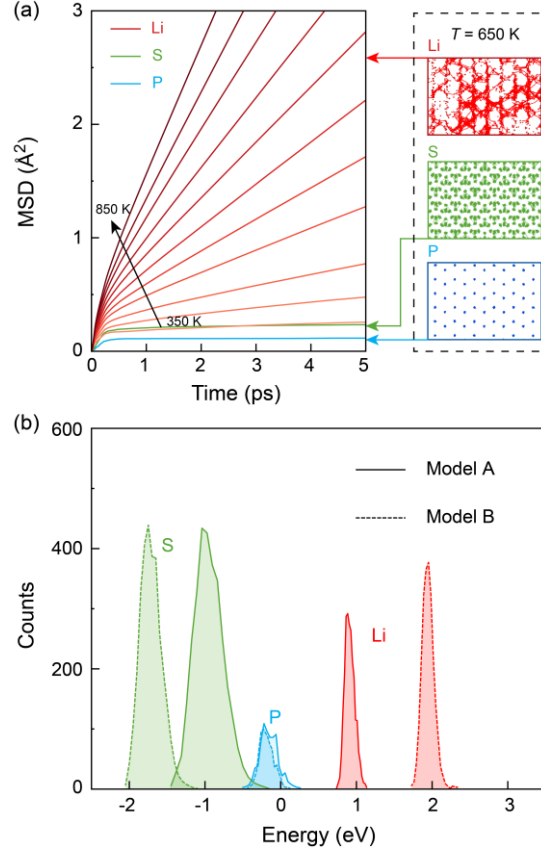 (a)
Li
S
P
850 K
350 K
MSD (Å²)
3
2
1
0
0 1 2 3 4 5
Time (ps)
T = 650 K
Li
S
P
(b)
Model A
Model B
S
P
Li
Counts
600
400
200
0
-2 -1 0 1 2 3
Energy (eV)